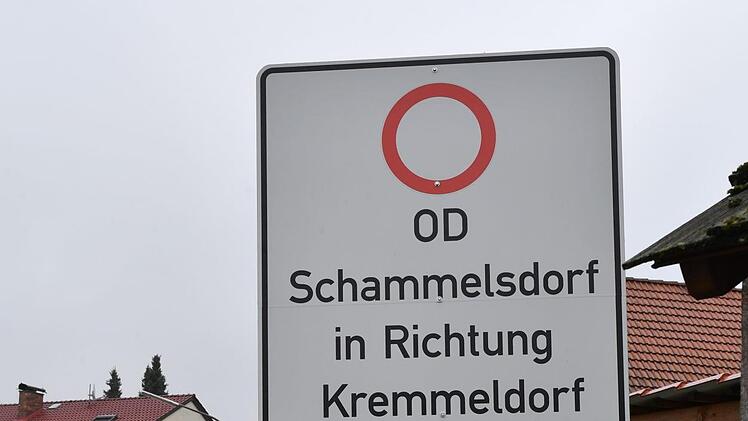 OD
Schammelsdorf
in Richtung
Kremmeldorf